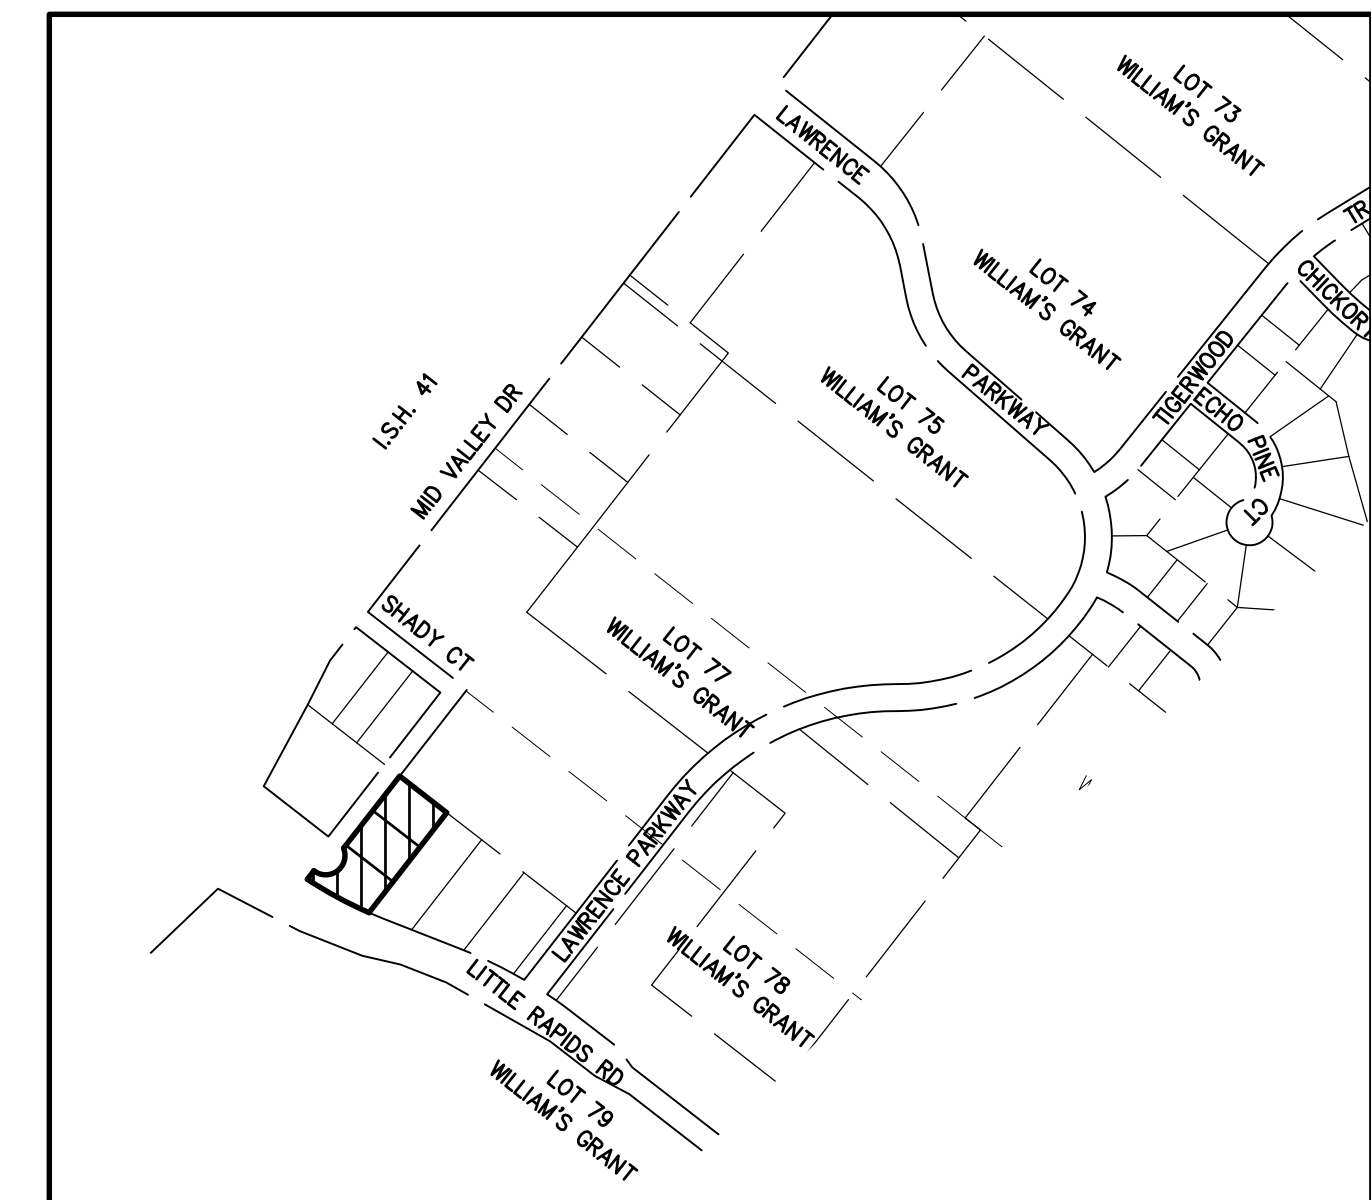 LOT 73
WILLIAM'S GRANT
LAWRENCE
LOT 74
WILLIAM'S GRANT
CHICKOR
TIGERWOOD
PARKWAY
ECHO PINE CT
I.S.H. 41
MID VALLEY DR
LOT 75
WILLIAM'S GRANT
SHADY CT
LOT 77
WILLIAM'S GRANT
LAWRENCE PARKWAY
LOT 78
WILLIAM'S GRANT
LITTLE RAPIDS RD
LOT 79
WILLIAM'S GRANT